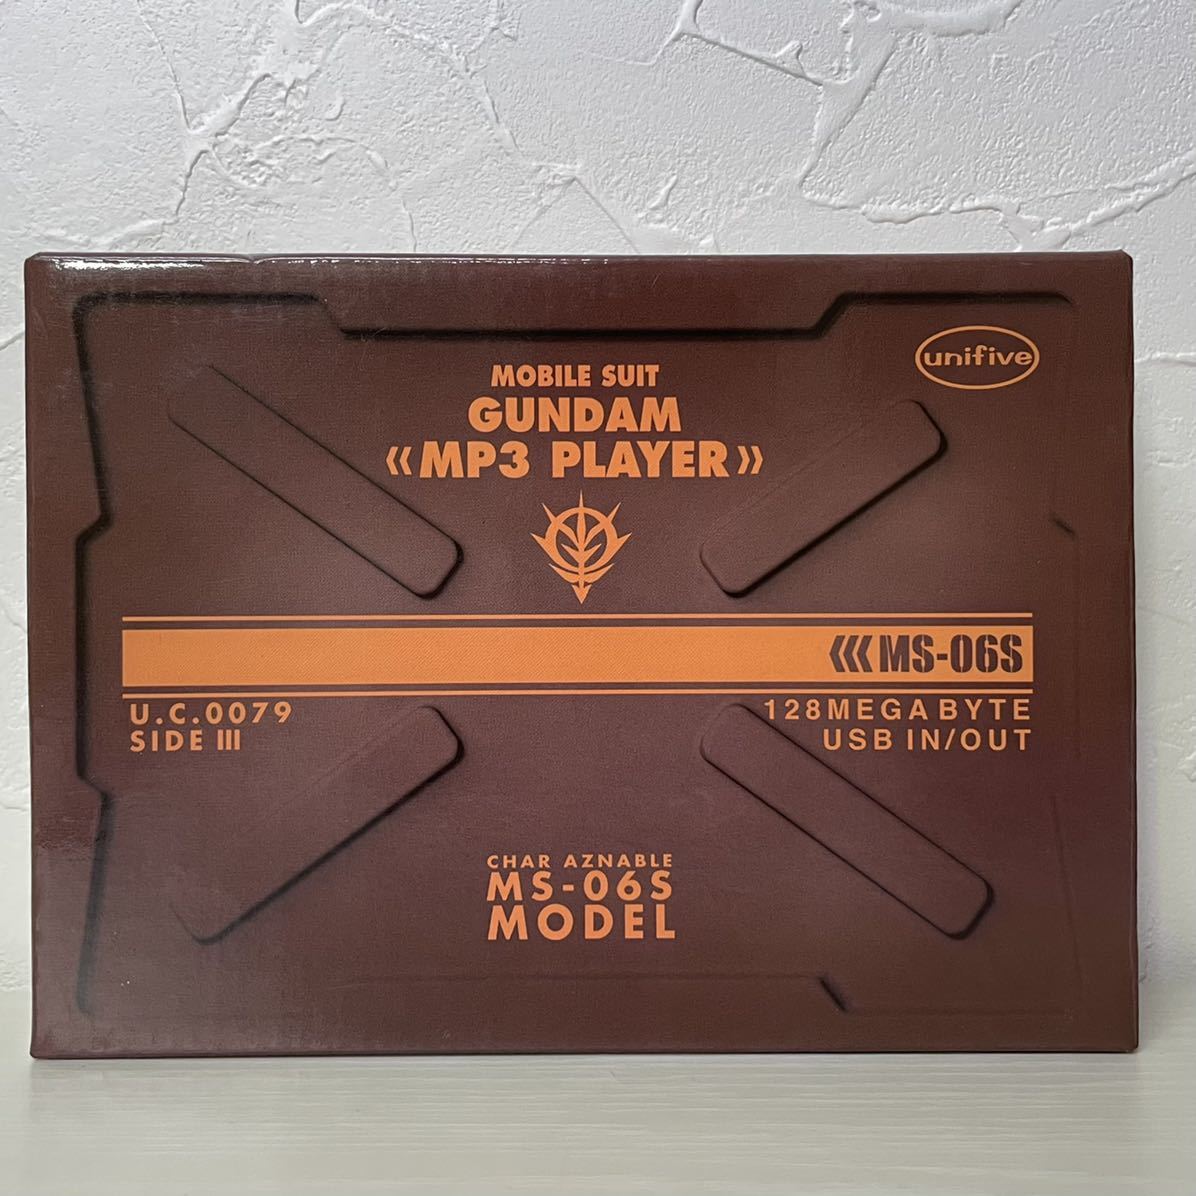 unifive
MOBILE SUIT
GUNDAM
《MP3 PLAYER》
MS-06S
U.C.0079
SIDE III
128MEGABYTE
USB IN/OUT
CHAR AZNABLE
MS-06S
MODEL